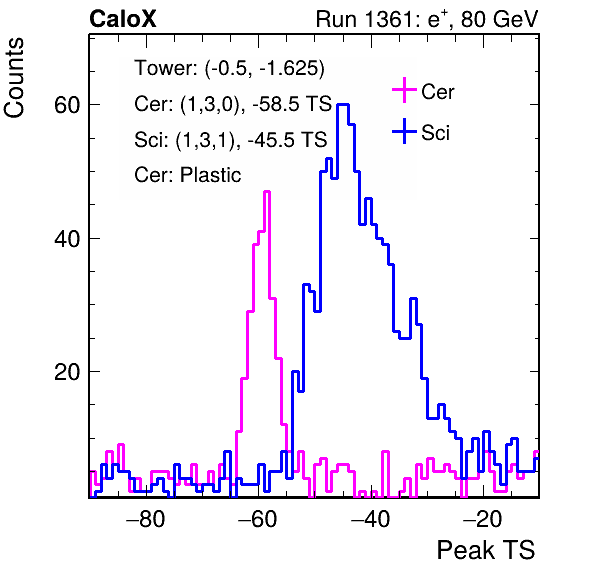 CaloX Run 1361: e⁺, 80 GeV
Counts
Tower: (-0.5, -1.625)
Cer: (1,3,0), -58.5 TS
Sci: (1,3,1), -45.5 TS
Cer: Plastic
Cer
Sci
60
40
20
−80 −60 −40 −20
Peak TS